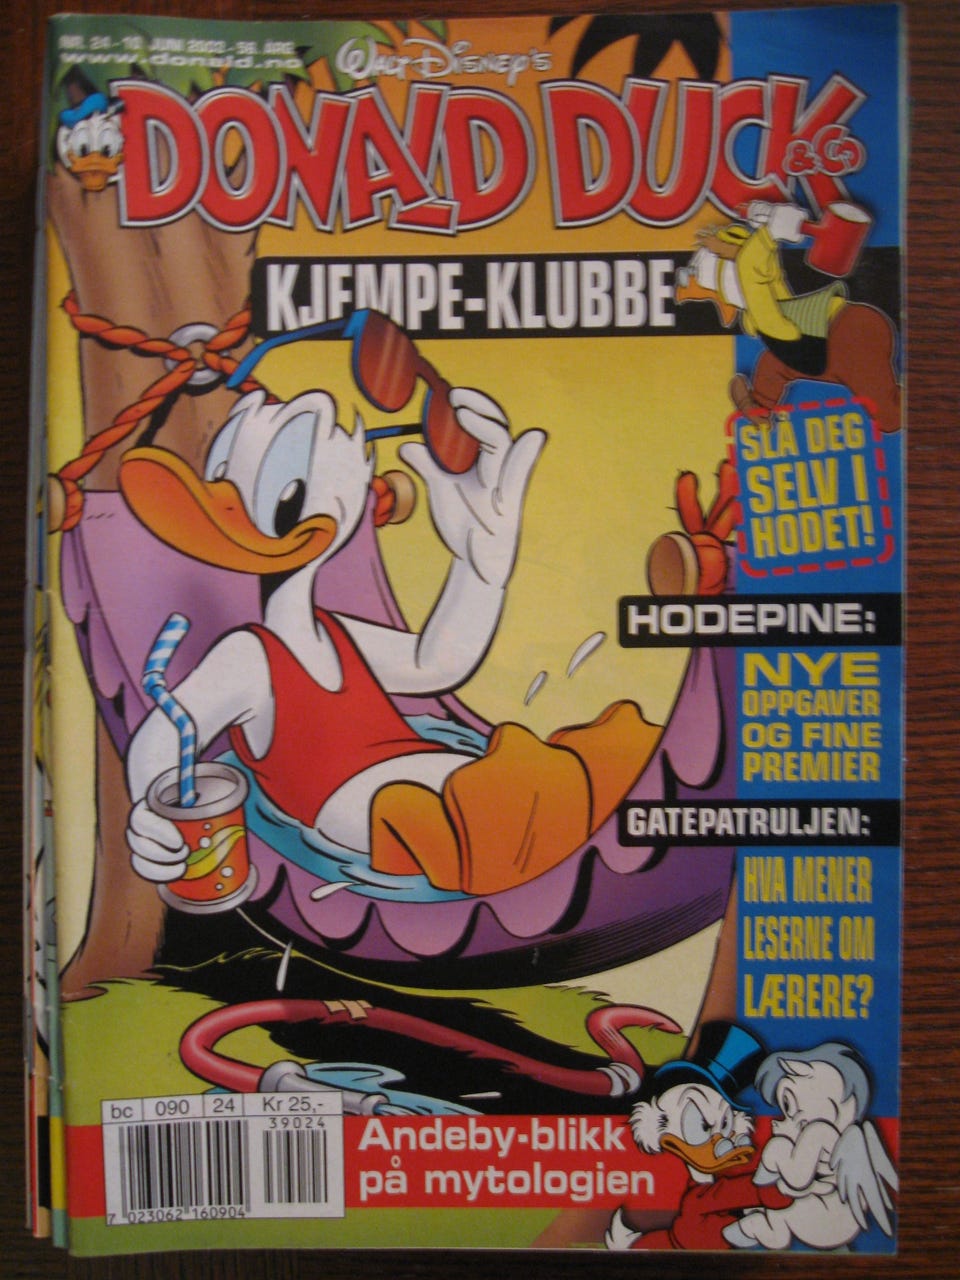 NR. 24 - 10. JUNI 2003 - 56. ÅRG
www.donald.no
WALT DISNEY'S
DONALD DUCK
& Co
KJEMPE-KLUBBE
SLÅ DEG
SELV I
HODET!
HODEPINE:
NYE
OPPGAVER
OG FINE
PREMIER
GATEPATRULJEN:
HVA MENER
LESERNE OM
LÆRERE?
bc 090 24 Kr 25,-
39024
7 023062 160904
Andeby-blikk
på mytologien